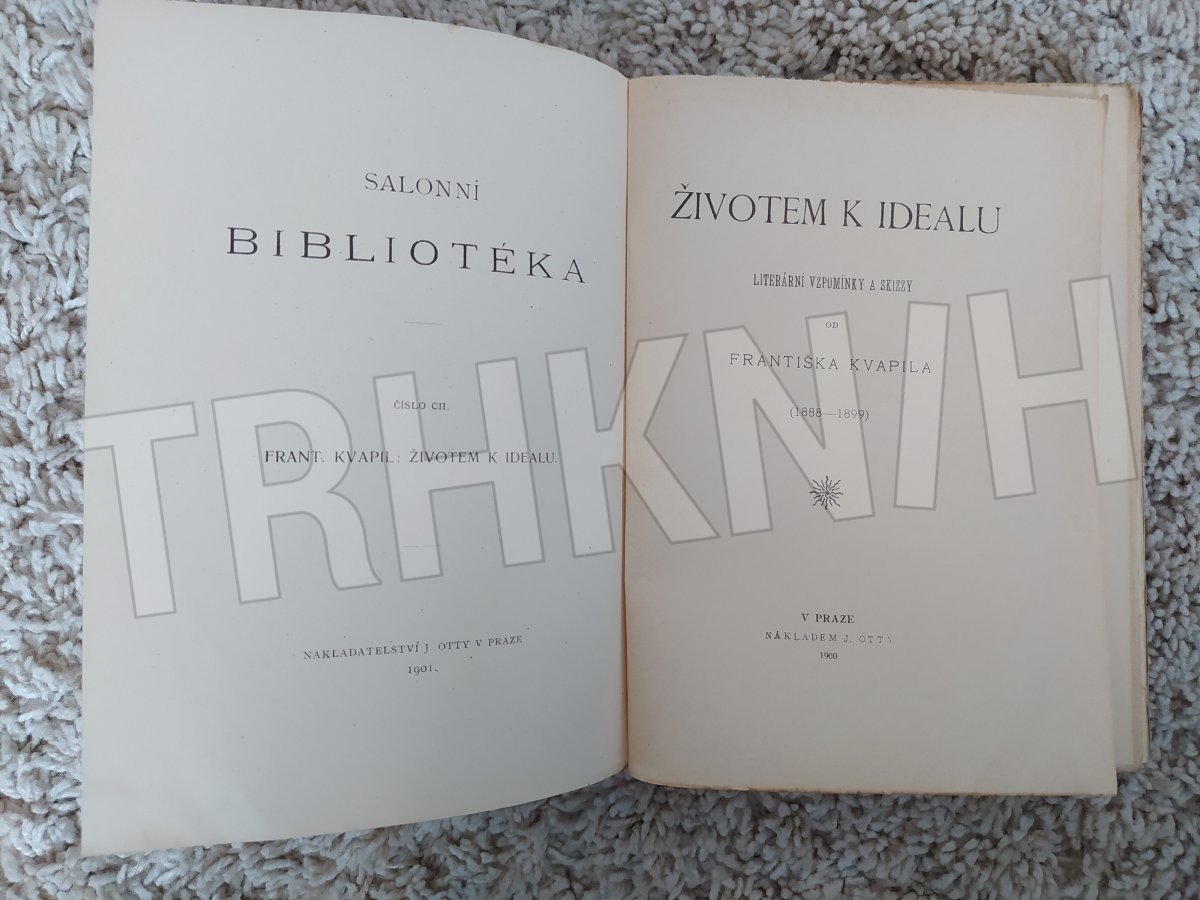 SALONNÍ
BIBLIOTÉKA
ČÍSLO CII.
FRANT. KVAPIL: ŽIVOTEM K IDEALU.
NAKLADATELSTVÍ J. OTTY V PRAZE
1901.
ŽIVOTEM K IDEALU
LITERÁRNÍ VZPOMÍNKY A SKIZZY
OD
FRANTIŠKA KVAPILA
(1888—1899)
V PRAZE
NÁKLADEM J. OTTY
1900
TRHKNIH